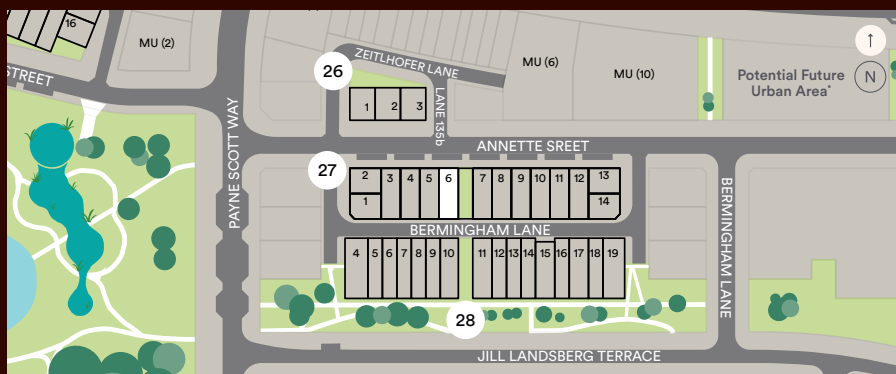 16
MU (2)
STREET
26
ZEITLHOFER LANE
MU (6)
MU (10)
Potential Future
Urban Area*
↑
N
1 2 3
LANE 135b
PAYNE SCOTT WAY
ANNETTE SREET
27
2 3 4 5 6 7 8 9 10 11 12 13
1 14
BERMINGHAM LANE
BERMINGHAM LANE
4 5 6 7 8 9 10 11 12 13 14 15 16 17 18 19
28
JILL LANDSBERG TERRACE